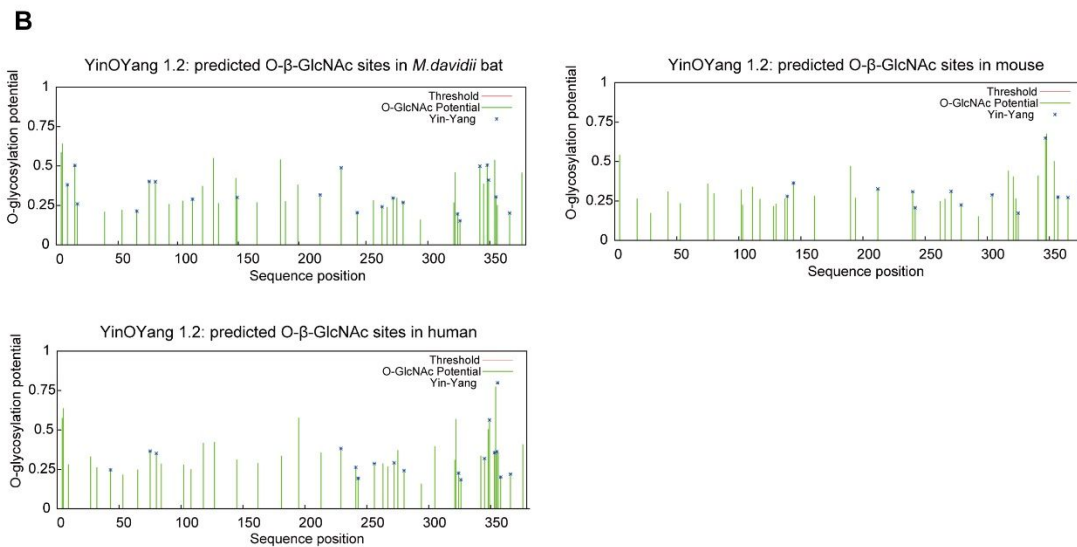 B
YinOYang 1.2: predicted O-β-GlcNAc sites in M.davidii bat
O-glycosylation potential
1
0.75
0.5
0.25
0
Threshold
O-GlcNAc Potential
Yin-Yang
0 50 100 150 200 250 300 350
Sequence position
YinOYang 1.2: predicted O-β-GlcNAc sites in mouse
O-glycosylation potential
1
0.75
0.5
0.25
0
Threshold
O-GlcNAc Potential
Yin-Yang
0 50 100 150 200 250 300 350
Sequence position
YinOYang 1.2: predicted O-β-GlcNAc sites in human
O-glycosylation potential
1
0.75
0.5
0.25
0
Threshold
O-GlcNAc Potential
Yin-Yang
0 50 100 150 200 250 300 350
Sequence position